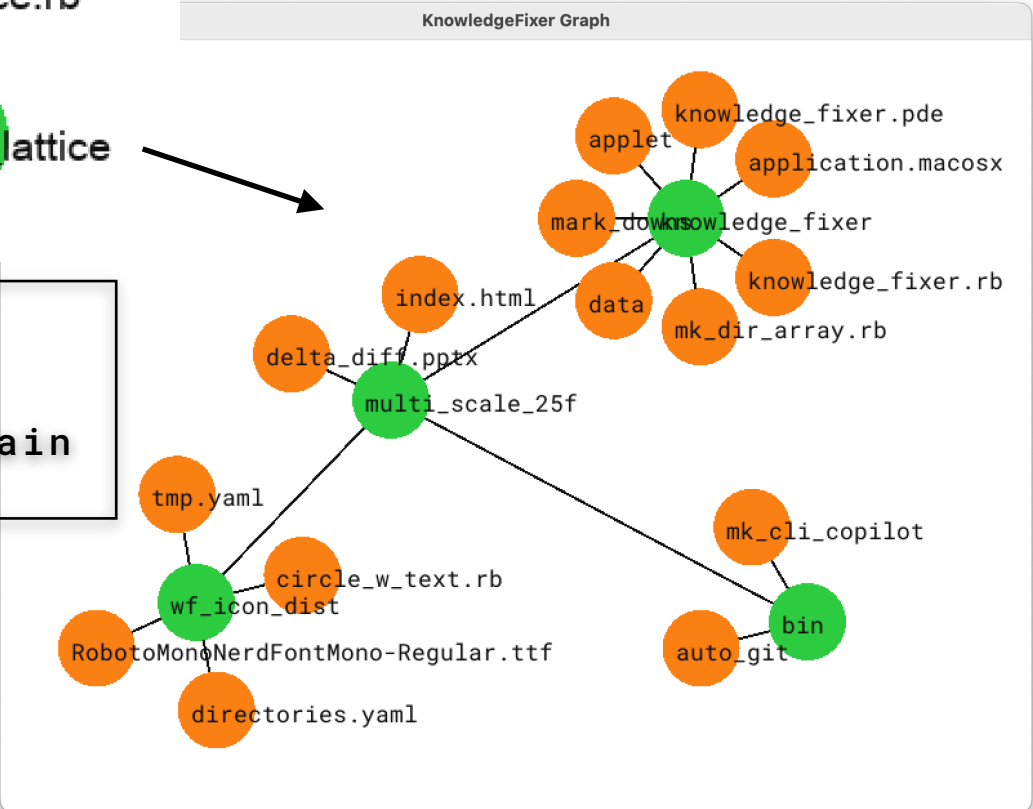 KnowledgeFixer Graph
lattice
knowledge_fixer.pde
applet
application.macosx
mark_downs
knowledge_fixer
knowledge_fixer.rb
data
mk_dir_array.rb
index.html
delta_diff.pptx
multi_scale_25f
ain
tmp.yaml
mk_cli_copilot
circle_w_text.rb
wf_icon_dist
bin
RobotoMonoNerdFontMono-Regular.ttf
auto_git
directories.yaml